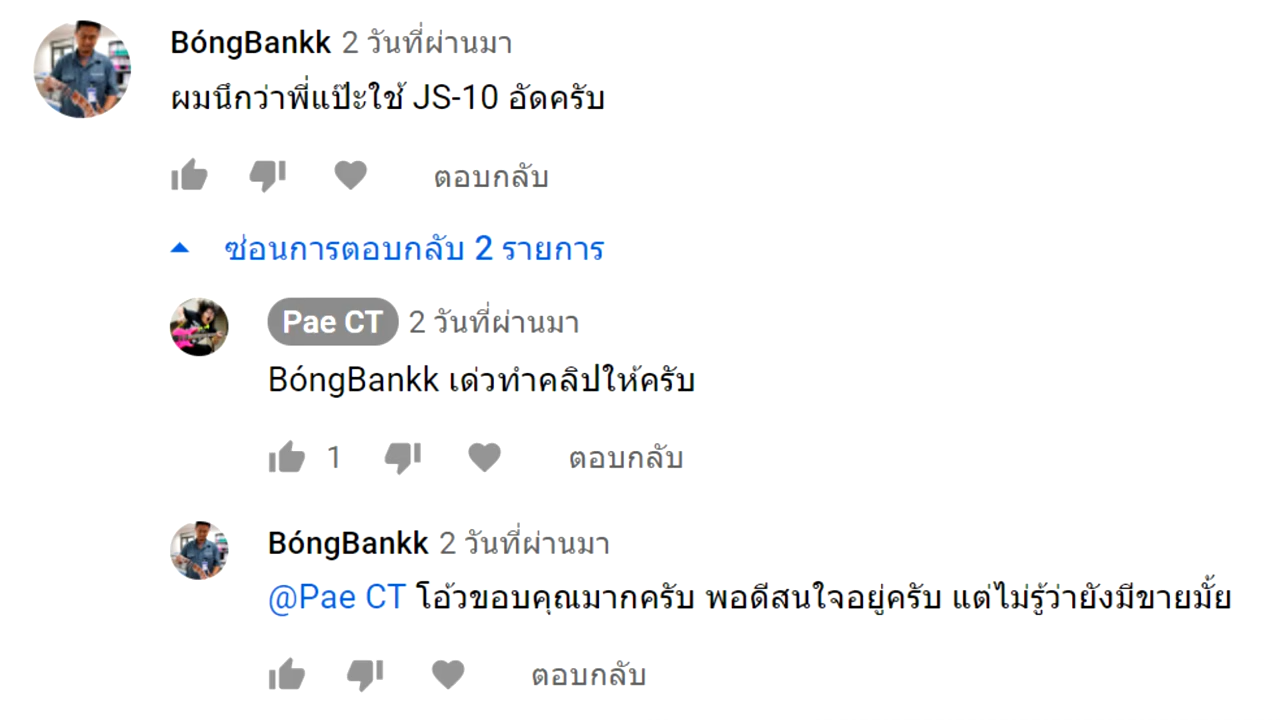 BóngBankk 2 วันที่ผ่านมา
ผมนึกว่าพี่แป๊ะใช้ JS-10 อัดครับ
ตอบกลับ
ซ่อนการตอบกลับ 2 รายการ
Pae CT 2 วันที่ผ่านมา
BóngBankk เด่วทำคลิปให้ครับ
1 ตอบกลับ
BóngBankk 2 วันที่ผ่านมา
@Pae CT โอ้วขอบคุณมากครับ พอดีสนใจอยู่ครับ แต่ไม่รู้ว่ายังมีขายมั้ย
ตอบกลับ